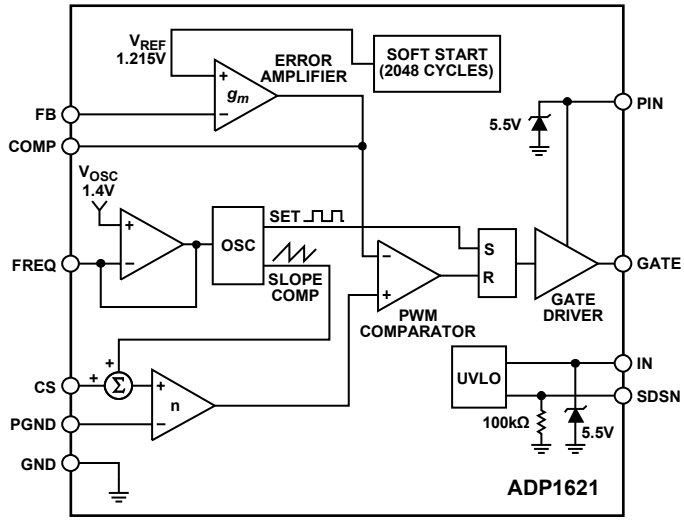 V_REF
1.215V
SOFT START
(2048 CYCLES)
ERROR
AMPLIFIER
+
g_m
−
FB
COMP
5.5V
PIN
V_OSC
1.4V
+
−
FREQ
OSC
SET
SLOPE
COMP
−
+
PWM
COMPARATOR
S
R
GATE
DRIVER
GATE
+
+
Σ
CS
+
n
−
PGND
GND
UVLO
IN
SDSN
100kΩ
5.5V
ADP1621